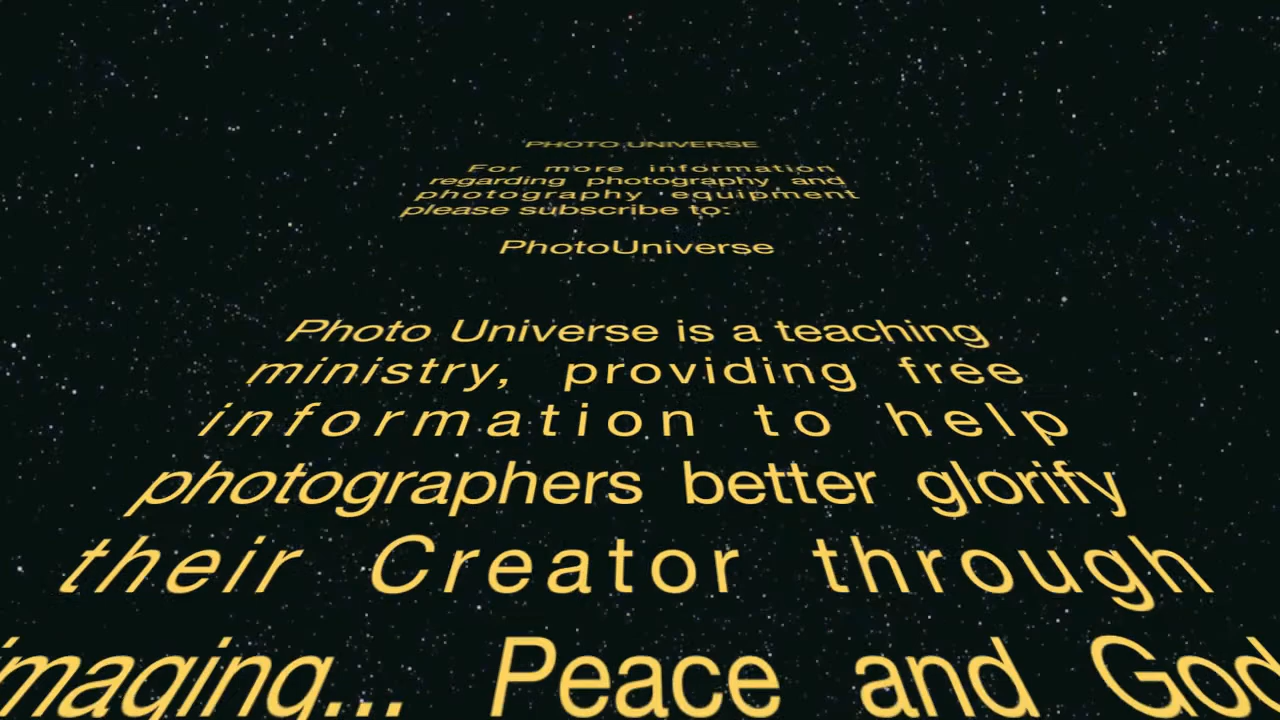 PHOTO UNIVERSE
For more information
regarding photography and
photography equipment
please subscribe to:
PhotoUniverse
Photo Universe is a teaching
ministry, providing free
information to help
photographers better glorify
their Creator through
imaging... Peace and God